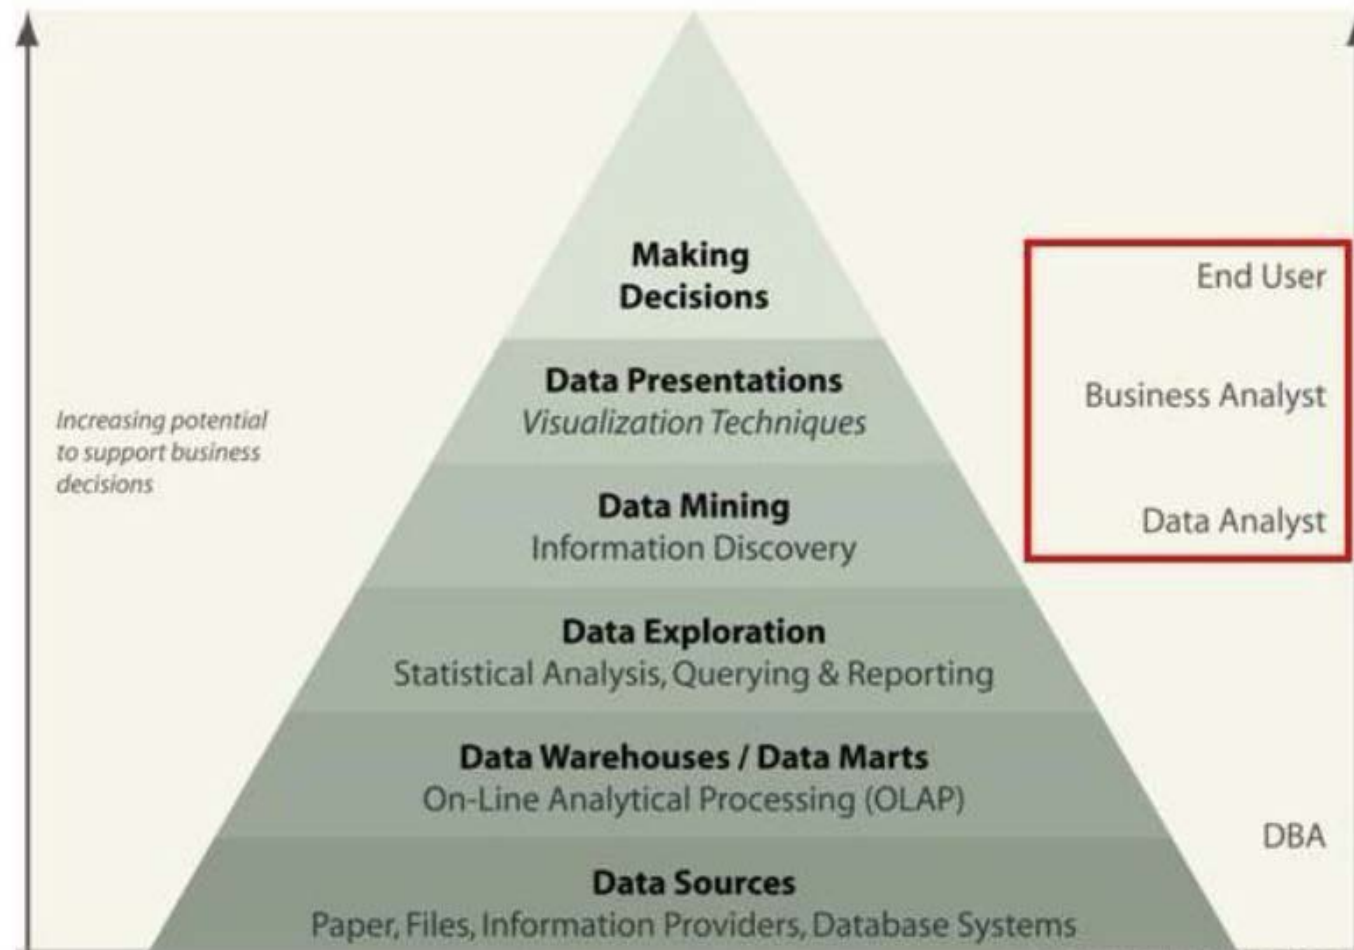 Making
Decisions
End User
Data Presentations
Visualization Techniques
Business Analyst
Increasing potential
to support business
decisions
Data Mining
Information Discovery
Data Analyst
Data Exploration
Statistical Analysis, Querying & Reporting
Data Warehouses / Data Marts
On-Line Analytical Processing (OLAP)
DBA
Data Sources
Paper, Files, Information Providers, Database Systems